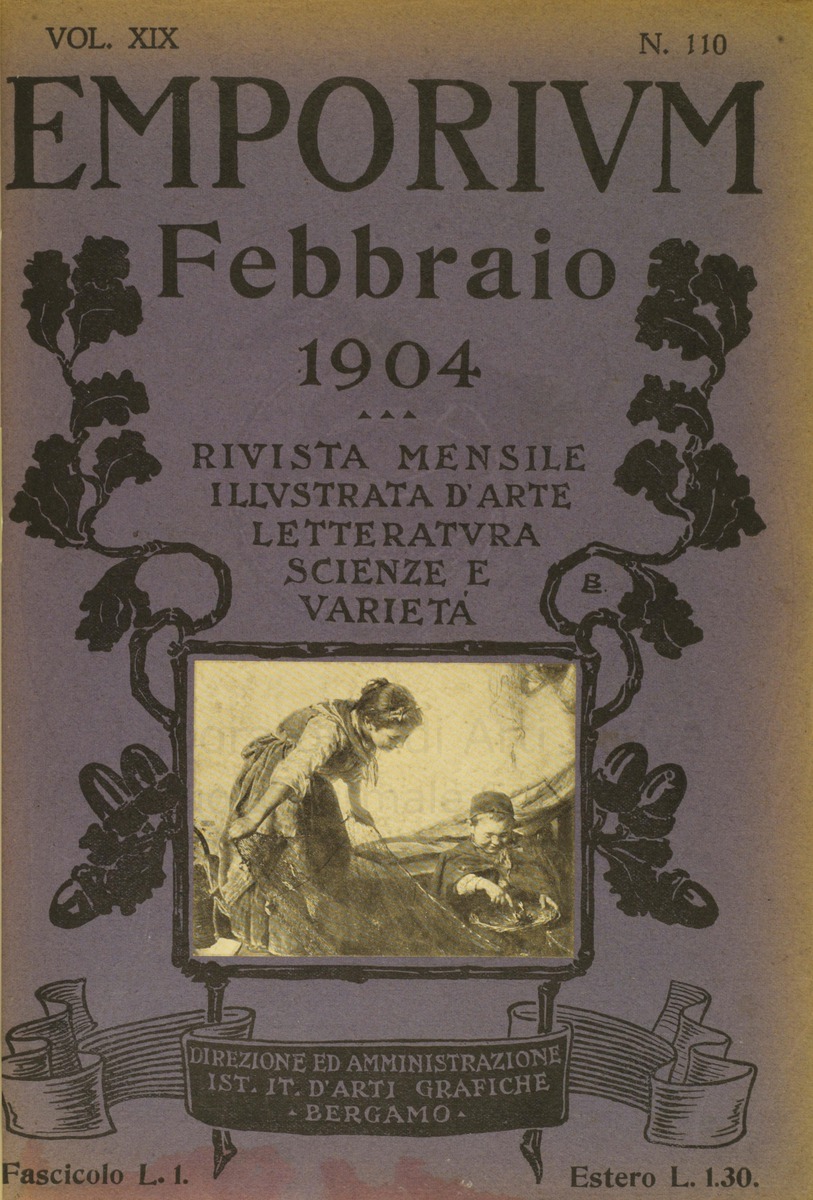 VOL. XIX
N. 110
EMPORIVM
Febbraio
1904
RIVISTA MENSILE
ILLVSTRATA D'ARTE
LETTERATVRA
SCIENZE E
VARIETÁ
B
DIREZIONE ED AMMINISTRAZIONE
IST. IT. D'ARTI GRAFICHE
BERGAMO
Fascicolo L. 1.
Estero L. 1.30.